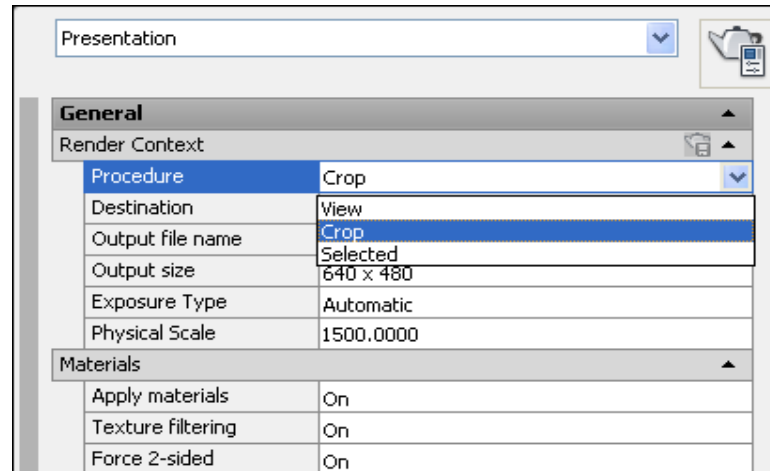 Presentation
General
Render Context
Procedure Crop
Destination View
Output file name Crop
Selected
Output size 640 x 480
Exposure Type Automatic
Physical Scale 1500.0000
Materials
Apply materials On
Texture filtering On
Force 2-sided On